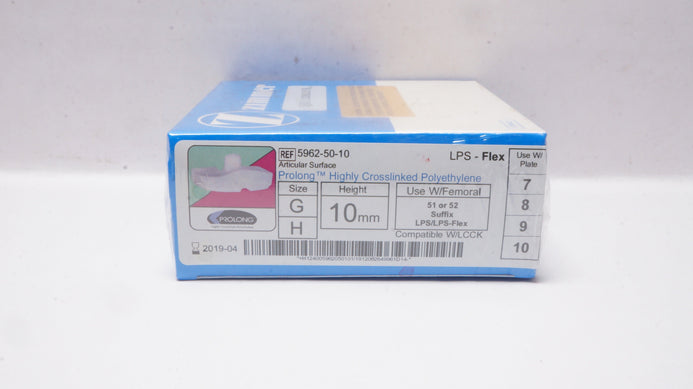 zimmer
REF 5962-50-10
LPS - Flex
Articular Surface
Prolong™ Highly Crosslinked Polyethylene
Size
G
H
Height
10mm
Use W/Femoral
51 or 52
Suffix
LPS/LPS-Flex
Compatible W/LCCK
Use W/
Plate
7
8
9
10
PROLONG
2019-04